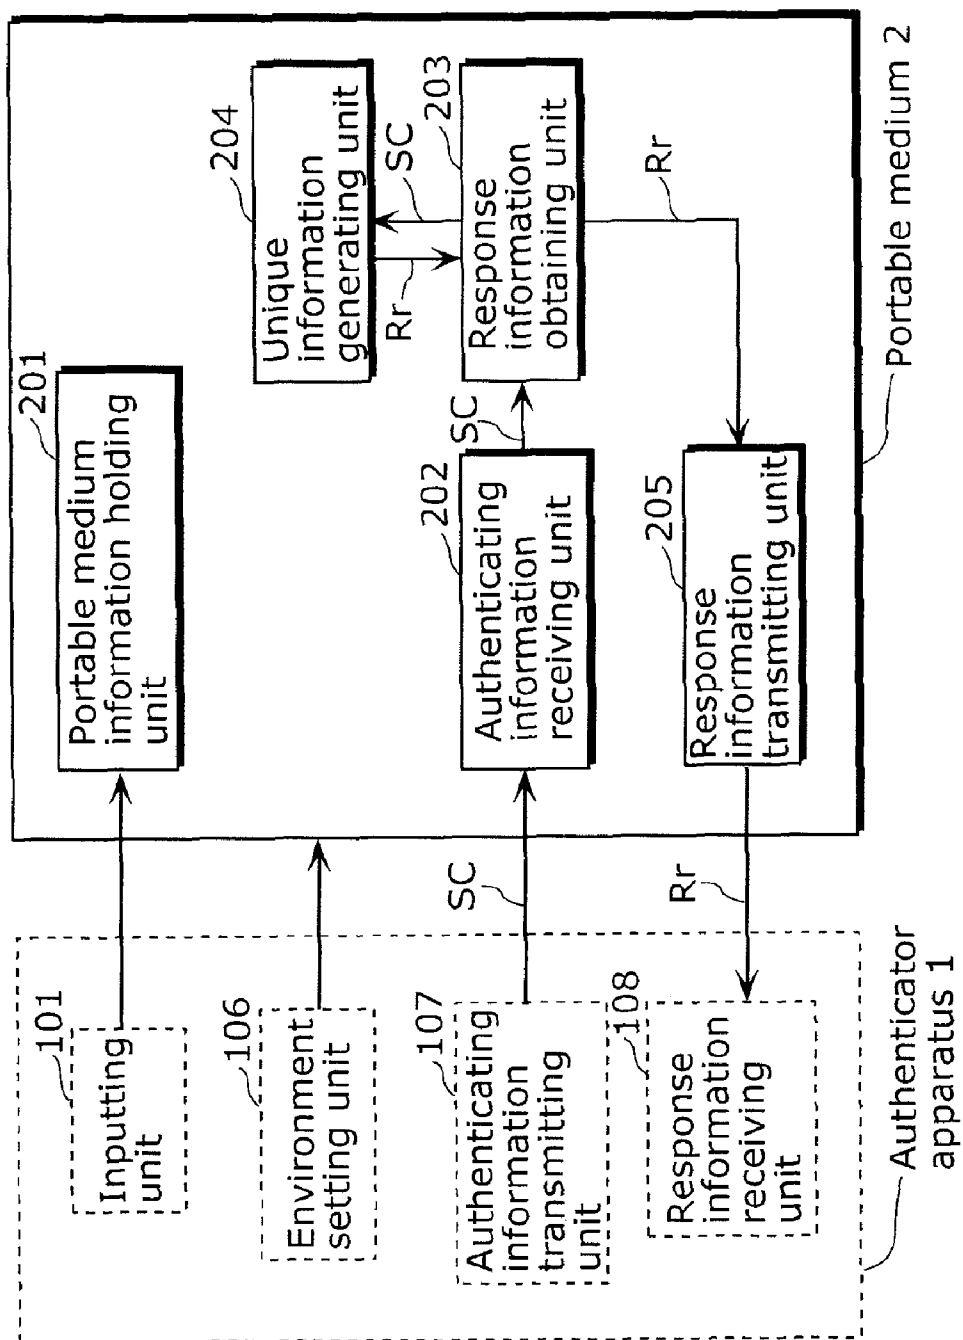 101
Inputting
unit
106
Environment
setting unit
107
Authenticating
information
transmitting
unit
108
Response
information
receiving
unit
Authenticator
apparatus 1
SC
Rr
201
Portable medium
information holding
unit
202
Authenticating
information
receiving unit
SC
204
Unique
information
generating unit
Rr
SC
203
Response
information
obtaining unit
Rr
205
Response
information
transmitting unit
Portable medium 2